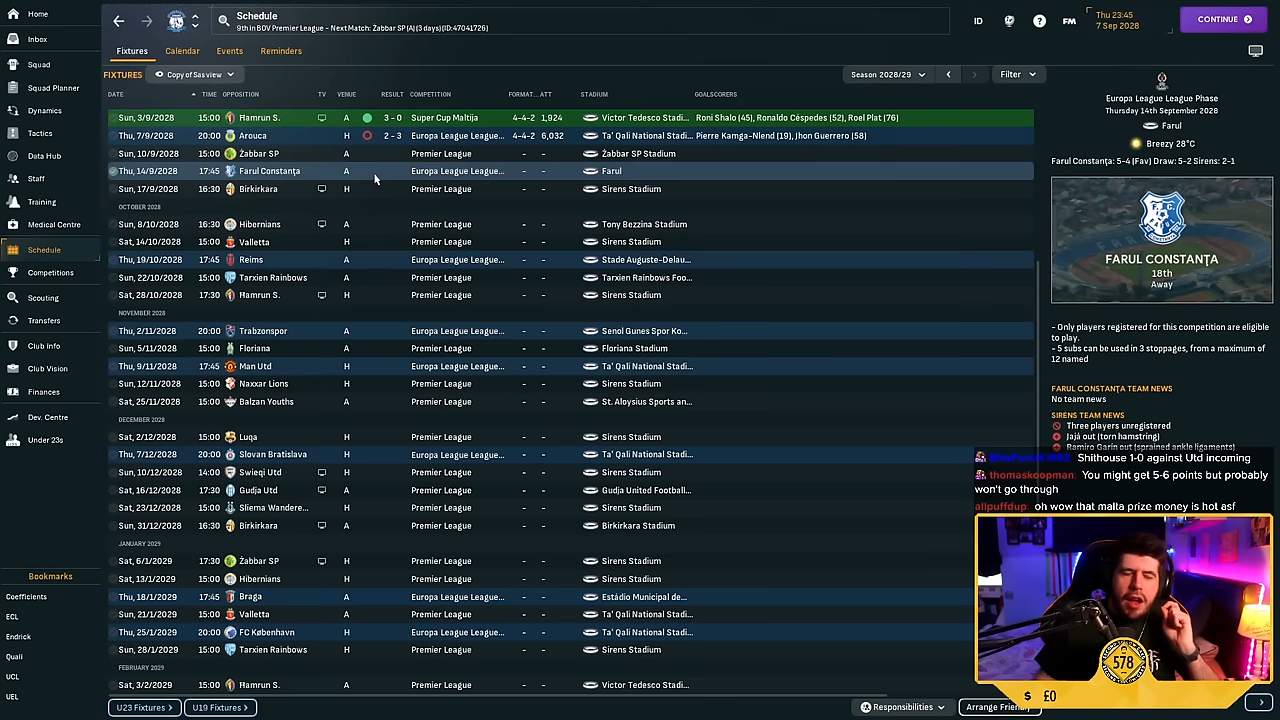 Home
Inbox
Squad
Squad Planner
Dynamics
Tactics
Data Hub
Staff
Training
Medical Centre
Schedule
Competitions
Scouting
Transfers
Club Info
Club Vision
Finances
Dev. Centre
Under 23s
Bookmarks
Coefficients
ECL
Endrick
Quali
UCL
UEL
Schedule
9th in BOV Premier League - Next Match: Żabbar SP (A) (3 days) (ID:47041726)
ID
FM
Thu 23:45
7 Sep 2028
CONTINUE
Fixtures Calendar Events Reminders
FIXTURES Copy of Sas view Season 2028/29 Filter
DATE TIME OPPOSITION TV VENUE RESULT COMPETITION FORMAT... ATT STADIUM GOALSCORERS
Sun, 3/9/2028 15:00 Hamrun S. A 3 - 0 Super Cup Maltija 4-4-2 1,924 Victor Tedesco Stadi... Roni Shalo (45), Ronaldo Céspedes (52), Roel Plat (76)
Thu, 7/9/2028 20:00 Arouca H 2 - 3 Europa League League... 4-4-2 6,032 Ta' Qali National Stadi... Pierre Kamga-Nlend (19), Jhon Guerrero (58)
Sun, 10/9/2028 15:00 Żabbar SP A Premier League - - Żabbar SP Stadium
Thu, 14/9/2028 17:45 Farul Constanţa A Europa League League... - - Farul
Sun, 17/9/2028 16:30 Birkirkara H Premier League - - Sirens Stadium
OCTOBER 2028
Sun, 8/10/2028 16:30 Hibernians A Premier League - - Tony Bezzina Stadium
Sat, 14/10/2028 15:00 Valletta H Premier League - - Sirens Stadium
Thu, 19/10/2028 17:45 Reims A Europa League League... - - Stade Auguste-Delau...
Sun, 22/10/2028 15:00 Tarxien Rainbows A Premier League - - Tarxien Rainbows Foo...
Sat, 28/10/2028 17:30 Hamrun S. H Premier League - - Sirens Stadium
NOVEMBER 2028
Thu, 2/11/2028 20:00 Trabzonspor A Europa League League... - - Senol Gunes Spor Ko...
Sun, 5/11/2028 15:00 Floriana A Premier League - - Floriana Stadium
Thu, 9/11/2028 17:45 Man Utd H Europa League League... - - Ta' Qali National Stadi...
Sun, 12/11/2028 15:00 Naxxar Lions H Premier League - - Sirens Stadium
Sat, 25/11/2028 15:00 Balzan Youths A Premier League - - St. Aloysius Sports an...
DECEMBER 2028
Sat, 2/12/2028 15:00 Luqa H Premier League - - Sirens Stadium
Thu, 7/12/2028 20:00 Slovan Bratislava H Europa League League... - - Ta' Qali National Stadi...
Sun, 10/12/2028 14:00 Swieqi Utd H Premier League - - Sirens Stadium
Sat, 16/12/2028 17:30 Gudja Utd A Premier League - - Gudja United Football...
Sat, 23/12/2028 15:00 Sliema Wandere... H Premier League - - Sirens Stadium
Sun, 31/12/2028 16:30 Birkirkara A Premier League - - Birkirkara Stadium
JANUARY 2029
Sat, 6/1/2029 17:30 Żabbar SP H Premier League - - Sirens Stadium
Sat, 13/1/2029 15:00 Hibernians H Premier League - - Sirens Stadium
Thu, 18/1/2029 17:45 Braga A Europa League League... - - Estádio Municipal de...
Sun, 21/1/2029 15:00 Valletta A Premier League - - Ta' Qali National Stadi...
Thu, 25/1/2029 20:00 FC København H Europa League League... - - Ta' Qali National Stadi...
Sun, 28/1/2029 15:00 Tarxien Rainbows H Premier League - - Sirens Stadium
FEBRUARY 2029
Sat, 3/2/2029 15:00 Hamrun S. A Premier League - - Victor Tedesco Stadi...
U23 Fixtures U19 Fixtures Responsibilities Arrange Friendly
Europa League League Phase
Thursday 14th September 2028
Farul
Breezy 28°C
Farul Constanţa: 5-4 (Fav) Draw: 5-2 Sirens: 2-1
FARUL CONSTANŢA
18th
Away
- Only players registered for this competition are eligible
to play.
- 5 subs can be used in 3 stoppages, from a maximum of
12 named
FARUL CONSTANŢA TEAM NEWS
No team news
SIRENS TEAM NEWS
Three players unregistered
Jajá out (torn hamstring)
Ramiro Garín out (sprained ankle ligaments)
Shithouse 1-0 against Utd incoming
thomaskoopman: You might get 5-6 points but probably
won't go through
allpuffdup: oh wow that malta prize money is hot asf
578
$ £0